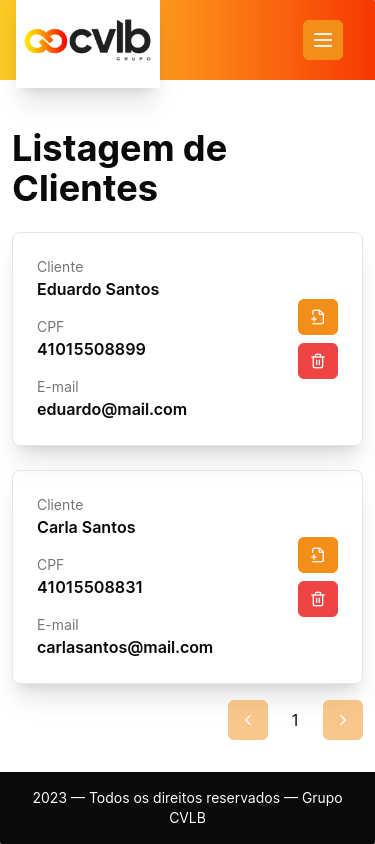 cvlb
GRUPO
Listagem de
Clientes
Cliente
Eduardo Santos
CPF
41015508899
E-mail
eduardo@mail.com
Cliente
Carla Santos
CPF
41015508831
E-mail
carlasantos@mail.com
1
2023 — Todos os direitos reservados — Grupo
CVLB